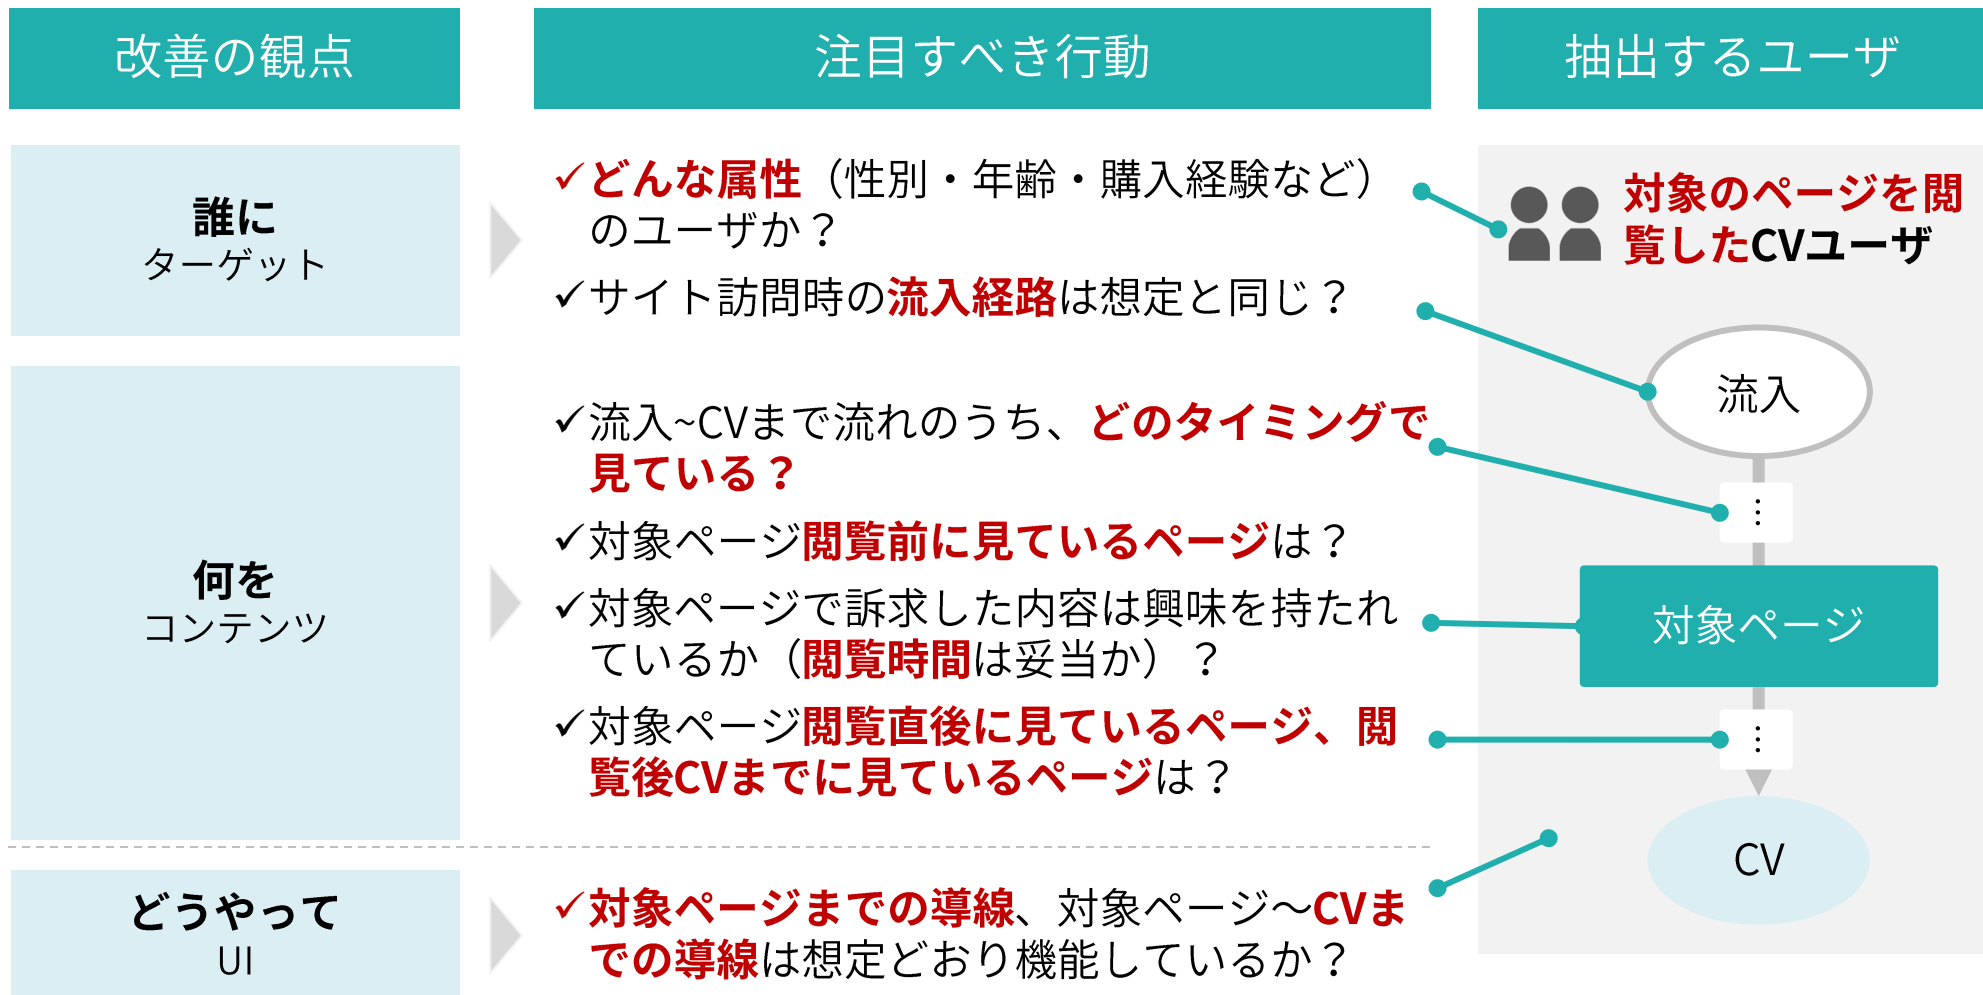 改善の観点
注目すべき行動
抽出するユーザ
誰に
ターゲット
✓どんな属性（性別・年齢・購入経験など）
のユーザか？
✓サイト訪問時の流入経路は想定と同じ？
何を
コンテンツ
✓流入~CVまで流れのうち、どのタイミングで
見ている？
✓対象ページ閲覧前に見ているページは？
✓対象ページで訴求した内容は興味を持たれ
ているか（閲覧時間は妥当か）？
✓対象ページ閲覧直後に見ているページ、閲
覧後CVまでに見ているページは？
どうやって
UI
✓対象ページまでの導線、対象ページ～CVま
での導線は想定どおり機能しているか？
対象のページを閲
覧したCVユーザ
流入
⋮
対象ページ
⋮
CV